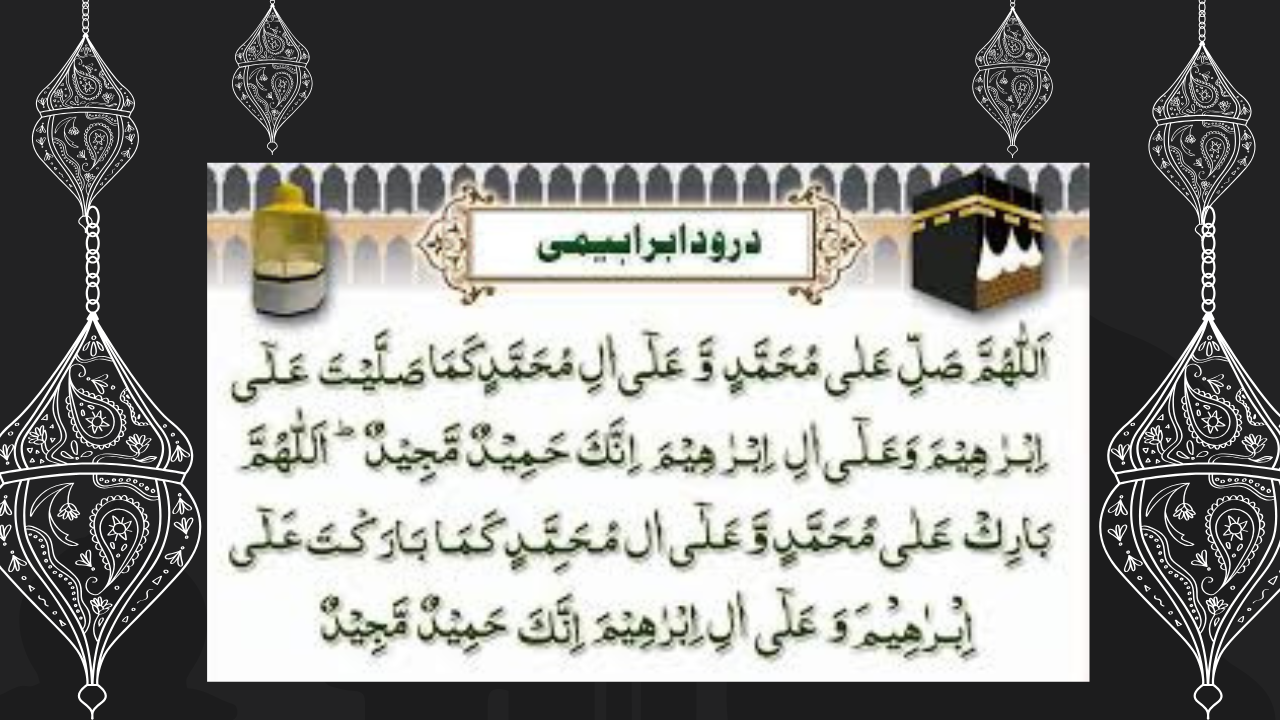 درود ابراہیمی
اَللّٰهُمَّ صَلِّ عَلٰى مُحَمَّدٍ وَّ عَلٰٓى اٰلِ مُحَمَّدٍ كَمَا صَلَّيْتَ عَلٰٓى
اِبْرٰهِيْمَ وَعَلٰٓى اٰلِ اِبْرٰهِيْمَ اِنَّكَ حَمِيْدٌ مَّجِيْدٌ ؕ اَللّٰهُمَّ
بَارِكْ عَلٰى مُحَمَّدٍ وَّ عَلٰٓى اٰلِ مُحَمَّدٍ كَمَا بَارَكْتَ عَلٰٓى
اِبْرٰهِيْمَ وَ عَلٰٓى اٰلِ اِبْرٰهِيْمَ اِنَّكَ حَمِيْدٌ مَّجِيْدٌ